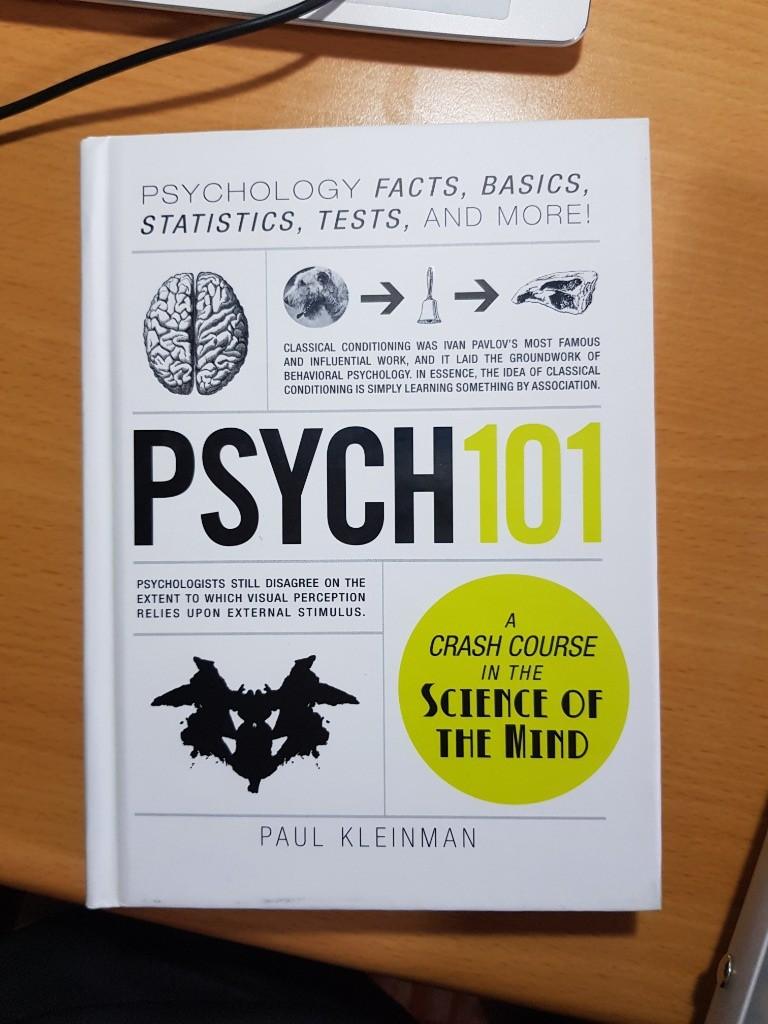 PSYCHOLOGY FACTS, BASICS,
STATISTICS, TESTS, AND MORE!
CLASSICAL CONDITIONING WAS IVAN PAVLOV'S MOST FAMOUS
AND INFLUENTIAL WORK, AND IT LAID THE GROUNDWORK OF
BEHAVIORAL PSYCHOLOGY. IN ESSENCE, THE IDEA OF CLASSICAL
CONDITIONING IS SIMPLY LEARNING SOMETHING BY ASSOCIATION.
PSYCH101
PSYCHOLOGISTS STILL DISAGREE ON THE
EXTENT TO WHICH VISUAL PERCEPTION
RELIES UPON EXTERNAL STIMULUS.
A
CRASH COURSE
IN THE
SCIENCE OF
THE MIND
PAUL KLEINMAN